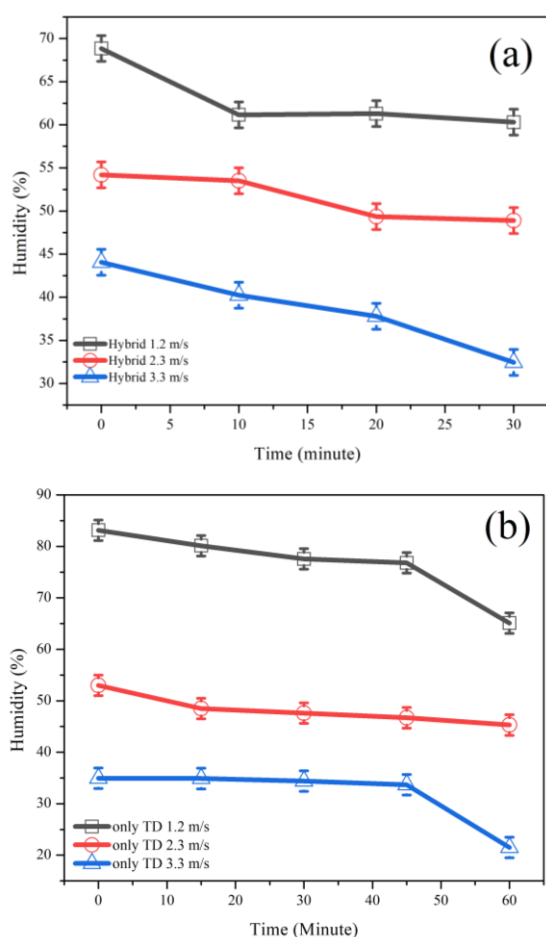 (a)
70
65
60
55
50
45
40
35
30
Humidity (%)
Hybrid 1.2 m/s
Hybrid 2.3 m/s
Hybrid 3.3 m/s
0 5 10 15 20 25 30
Time (minute)
(b)
90
80
70
60
50
40
30
20
Humidity (%)
only TD 1.2 m/s
only TD 2.3 m/s
only TD 3.3 m/s
0 10 20 30 40 50 60
Time (Minute)